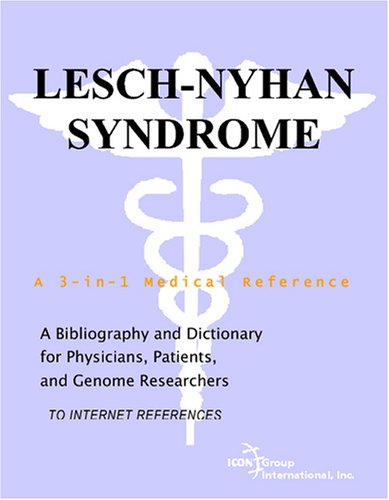 LESCH-NYHAN
SYNDROME
A 3-in-1 Medical Reference
A Bibliography and Dictionary
for Physicians, Patients,
and Genome Researchers
TO INTERNET REFERENCES
ICON Group
International, Inc.